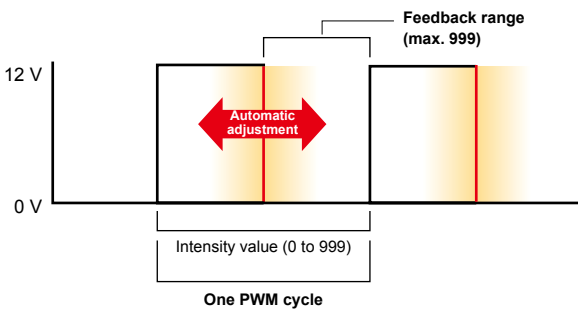 Feedback range
(max. 999)
12 V
Automatic
adjustment
0 V
Intensity value (0 to 999)
One PWM cycle